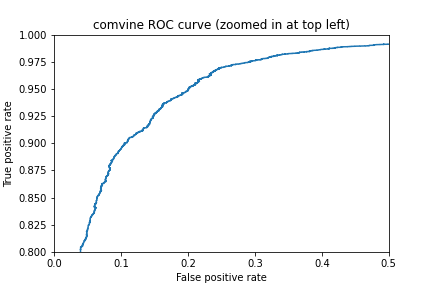 comvine ROC curve (zoomed in at top left)
1.000
0.975
0.950
0.925
0.900
0.875
0.850
0.825
0.800
True positive rate
0.0 0.1 0.2 0.3 0.4 0.5
False positive rate